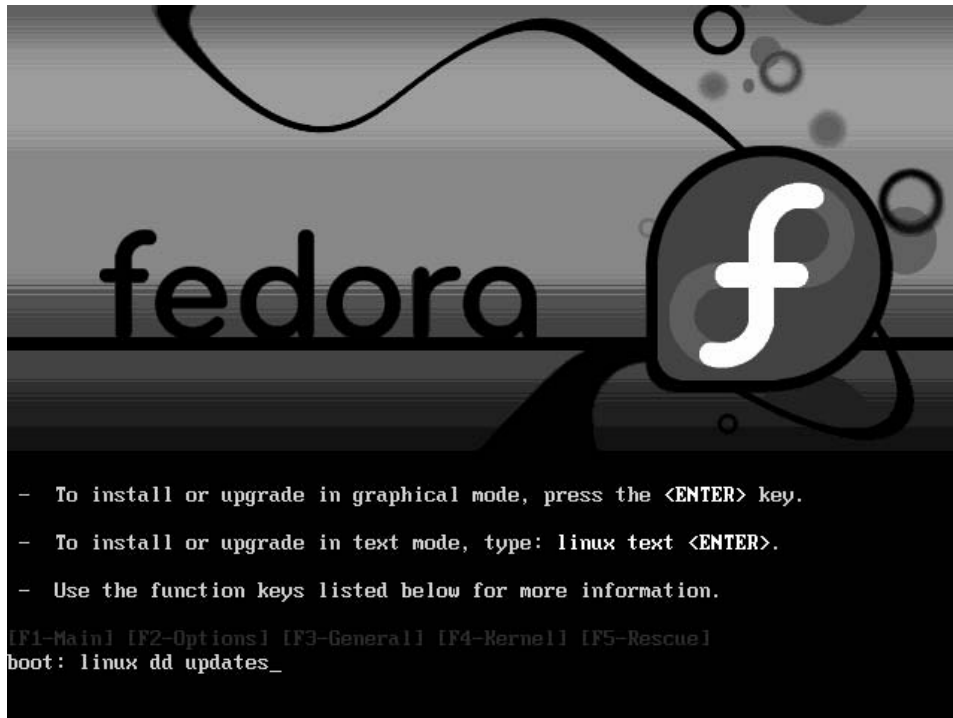 fedora
- To install or upgrade in graphical mode, press the <ENTER> key.
- To install or upgrade in text mode, type: linux text <ENTER>.
- Use the function keys listed below for more information.
[F1-Main] [F2-Options] [F3-General] [F4-Kernel] [F5-Rescue]
boot: linux dd updates_